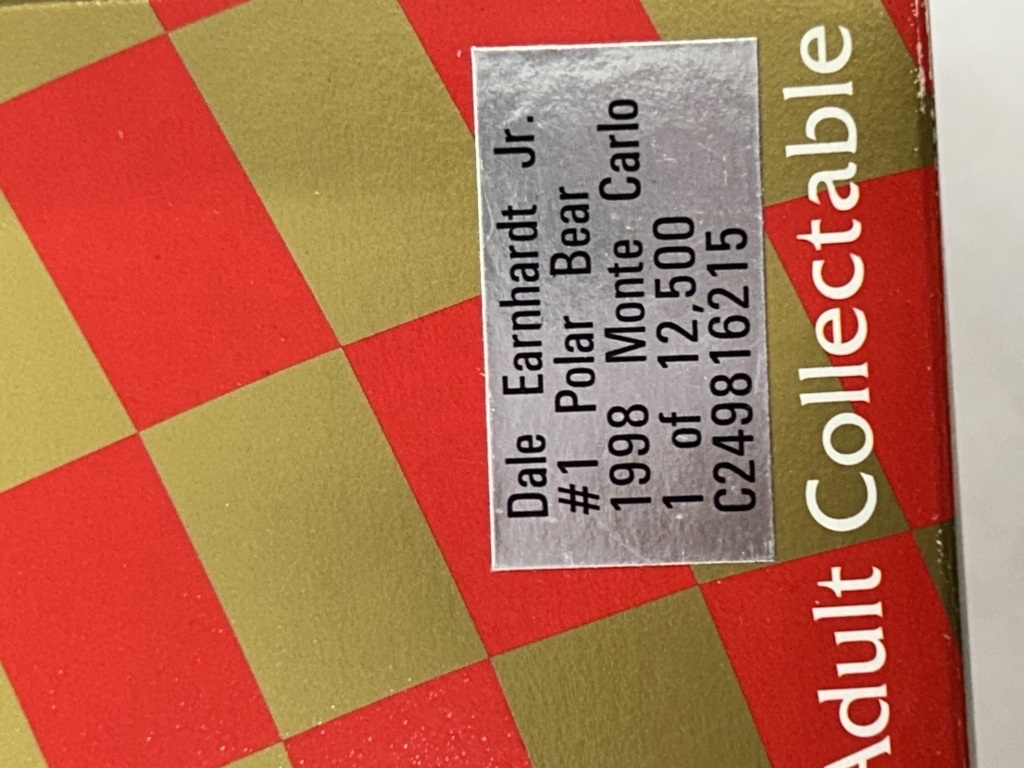 Dale Earnhardt Jr.
#1 Polar Bear
1998 Monte Carlo
1 of 12,500
C249816215
Adult Collectable